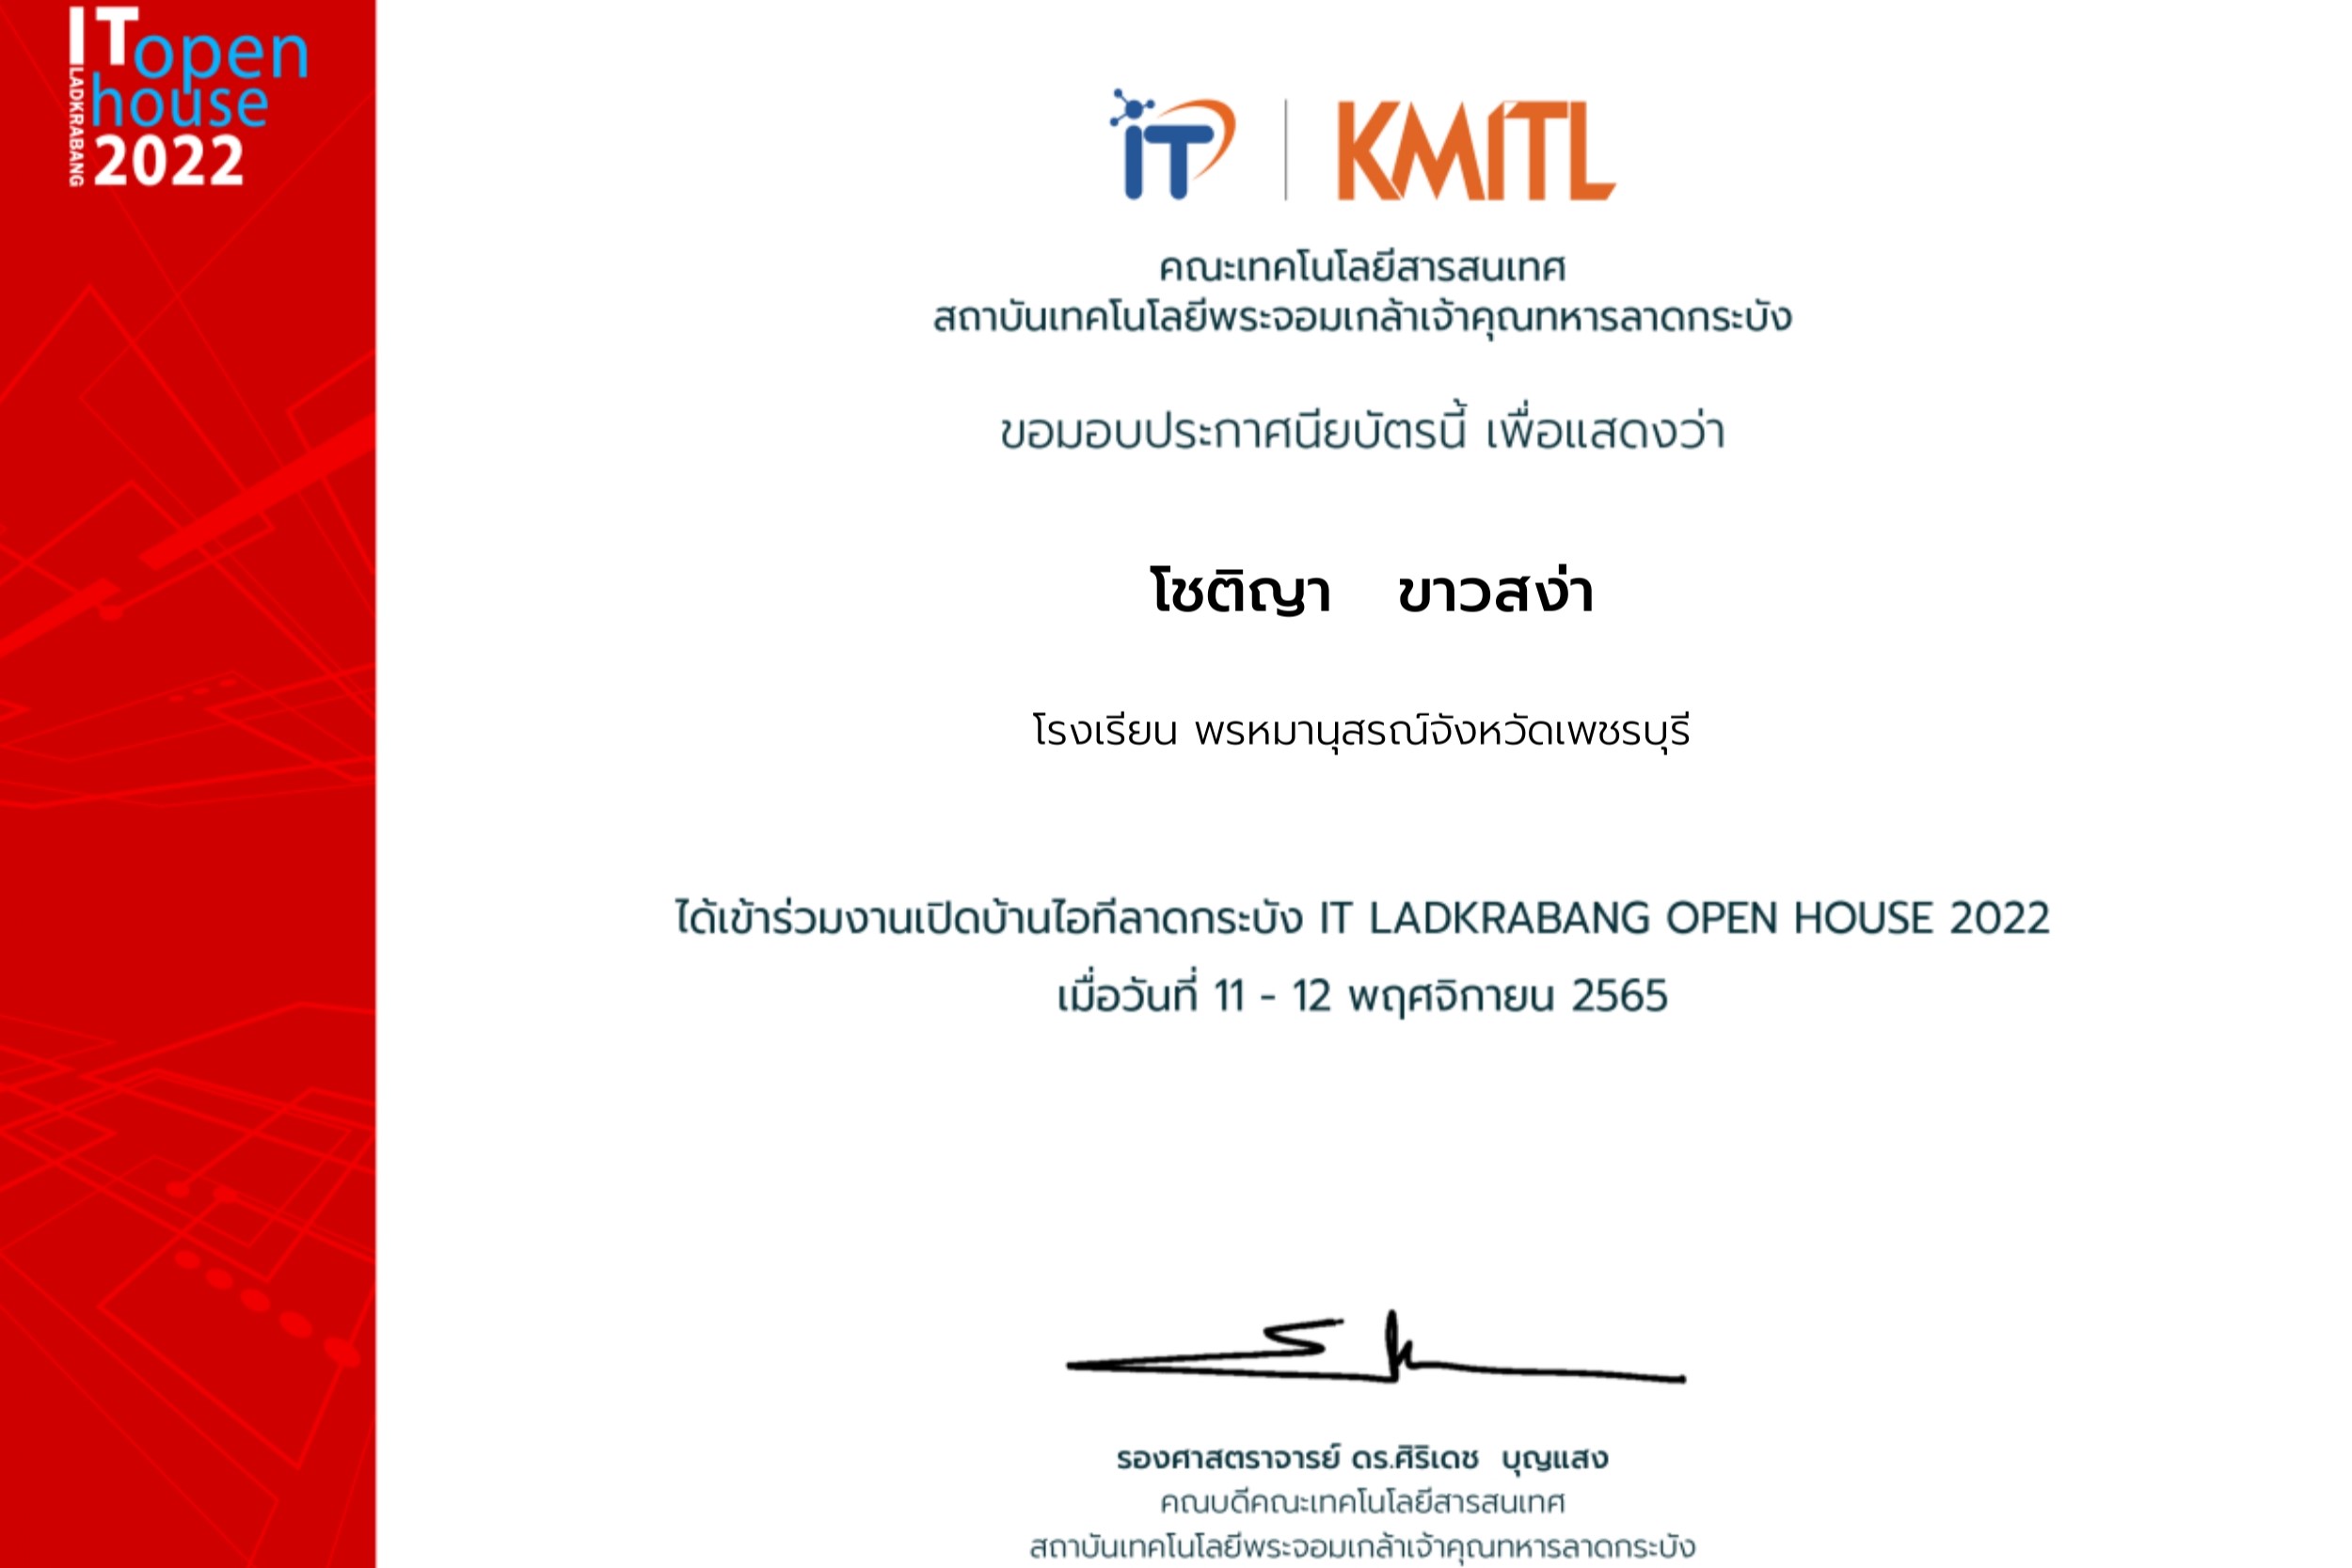 IT open
house
LADKRABANG
2022
iT KMITL
คณะเทคโนโลยีสารสนเทศ
สถาบันเทคโนโลยีพระจอมเกล้าเจ้าคุณทหารลาดกระบัง
ขอมอบประกาศนียบัตรนี้ เพื่อแสดงว่า
โชติญา ขาวสง่า
โรงเรียน พรหมานุสรณ์จังหวัดเพชรบุรี
ได้เข้าร่วมงานเปิดบ้านไอทีลาดกระบัง IT LADKRABANG OPEN HOUSE 2022
เมื่อวันที่ 11 - 12 พฤศจิกายน 2565
รองศาสตราจารย์ ดร.ศิริเดช บุญแสง
คณบดีคณะเทคโนโลยีสารสนเทศ
สถาบันเทคโนโลยีพระจอมเกล้าเจ้าคุณทหารลาดกระบัง